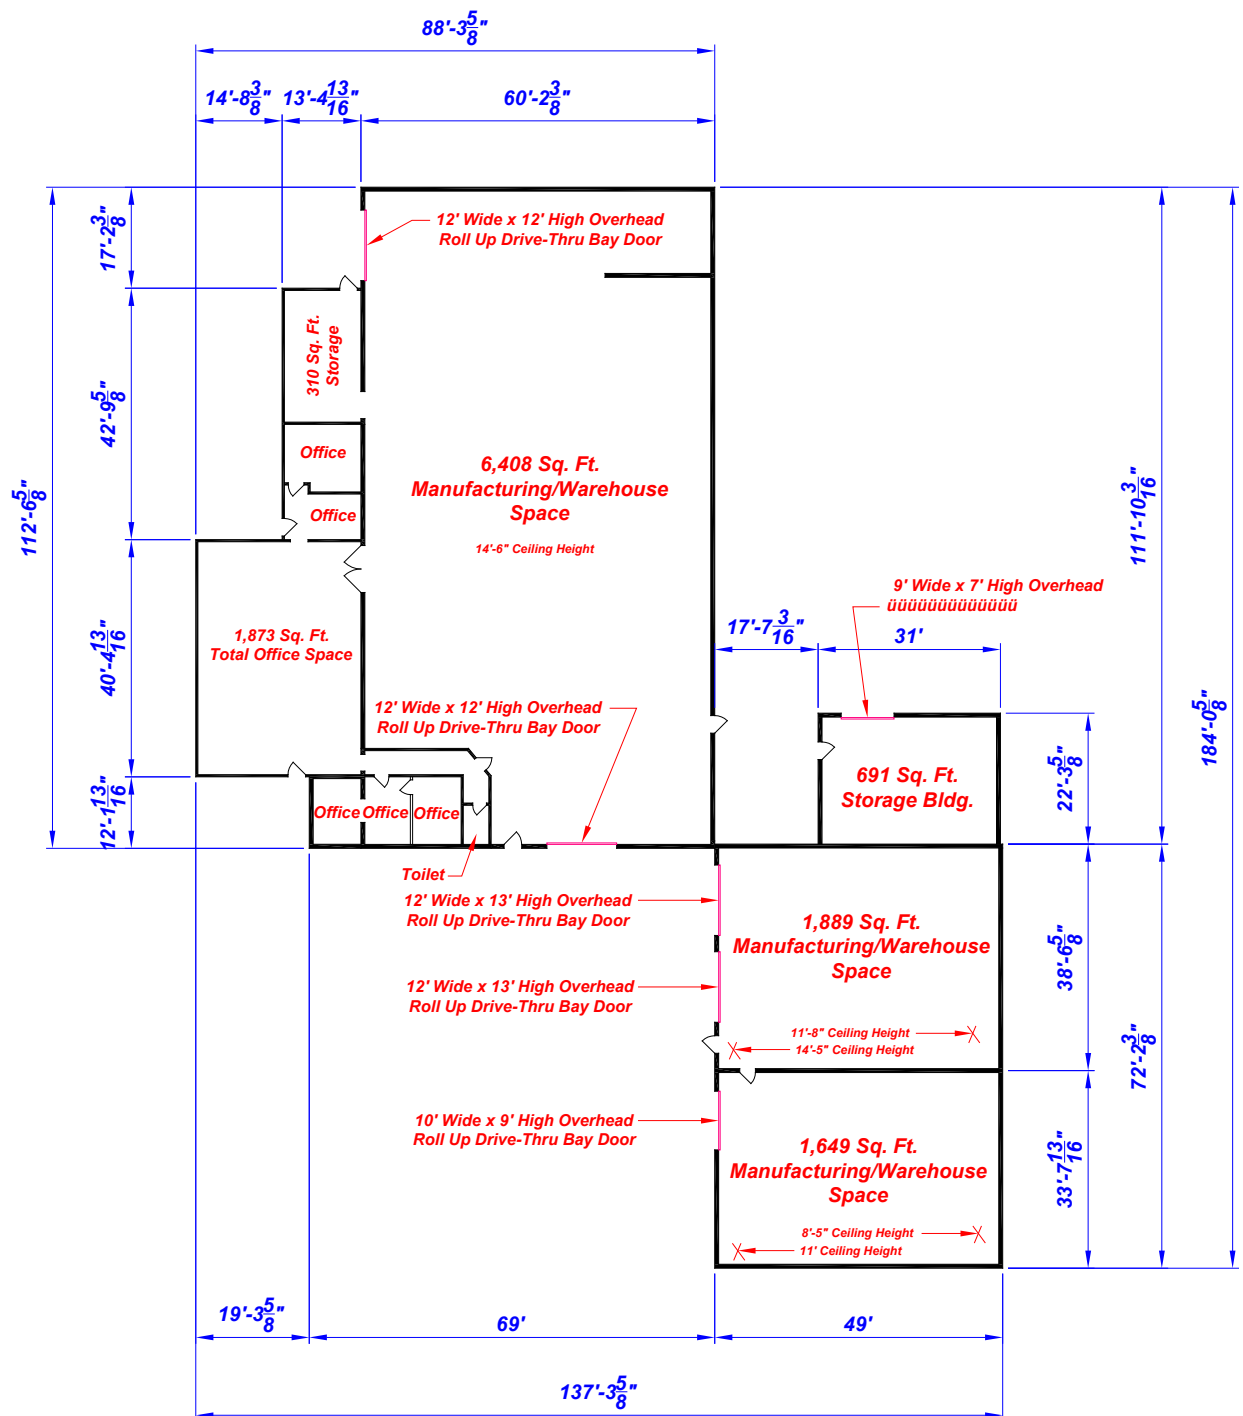 88'-3 5/8"
14'-8 3/8"
13'-4 13/16"
60'-2 3/8"
17'-2 3/8"
42'-9 5/8"
112'-6 5/8"
40'-4 13/16"
12'-1 13/16"
12' Wide x 12' High Overhead
Roll Up Drive-Thru Bay Door
310 Sq. Ft.
Storage
Office
Office
6,408 Sq. Ft.
Manufacturing/Warehouse
Space
14'-6" Ceiling Height
1,873 Sq. Ft.
Total Office Space
12' Wide x 12' High Overhead
Roll Up Drive-Thru Bay Door
Office
Office
Office
Toilet
9' Wide x 7' High Overhead
üüüüüüüüüüüüü
17'-7 3/16"
31'
691 Sq. Ft.
Storage Bldg.
111'-10 3/16"
184'-0 5/8"
22'-3 5/8"
12' Wide x 13' High Overhead
Roll Up Drive-Thru Bay Door
1,889 Sq. Ft.
Manufacturing/Warehouse
Space
12' Wide x 13' High Overhead
Roll Up Drive-Thru Bay Door
11'-8" Ceiling Height
14'-5" Ceiling Height
38'-6 5/8"
72'-2 3/8"
10' Wide x 9' High Overhead
Roll Up Drive-Thru Bay Door
1,649 Sq. Ft.
Manufacturing/Warehouse
Space
8'-5" Ceiling Height
11' Ceiling Height
33'-7 13/16"
19'-3 5/8"
69'
49'
137'-3 5/8"